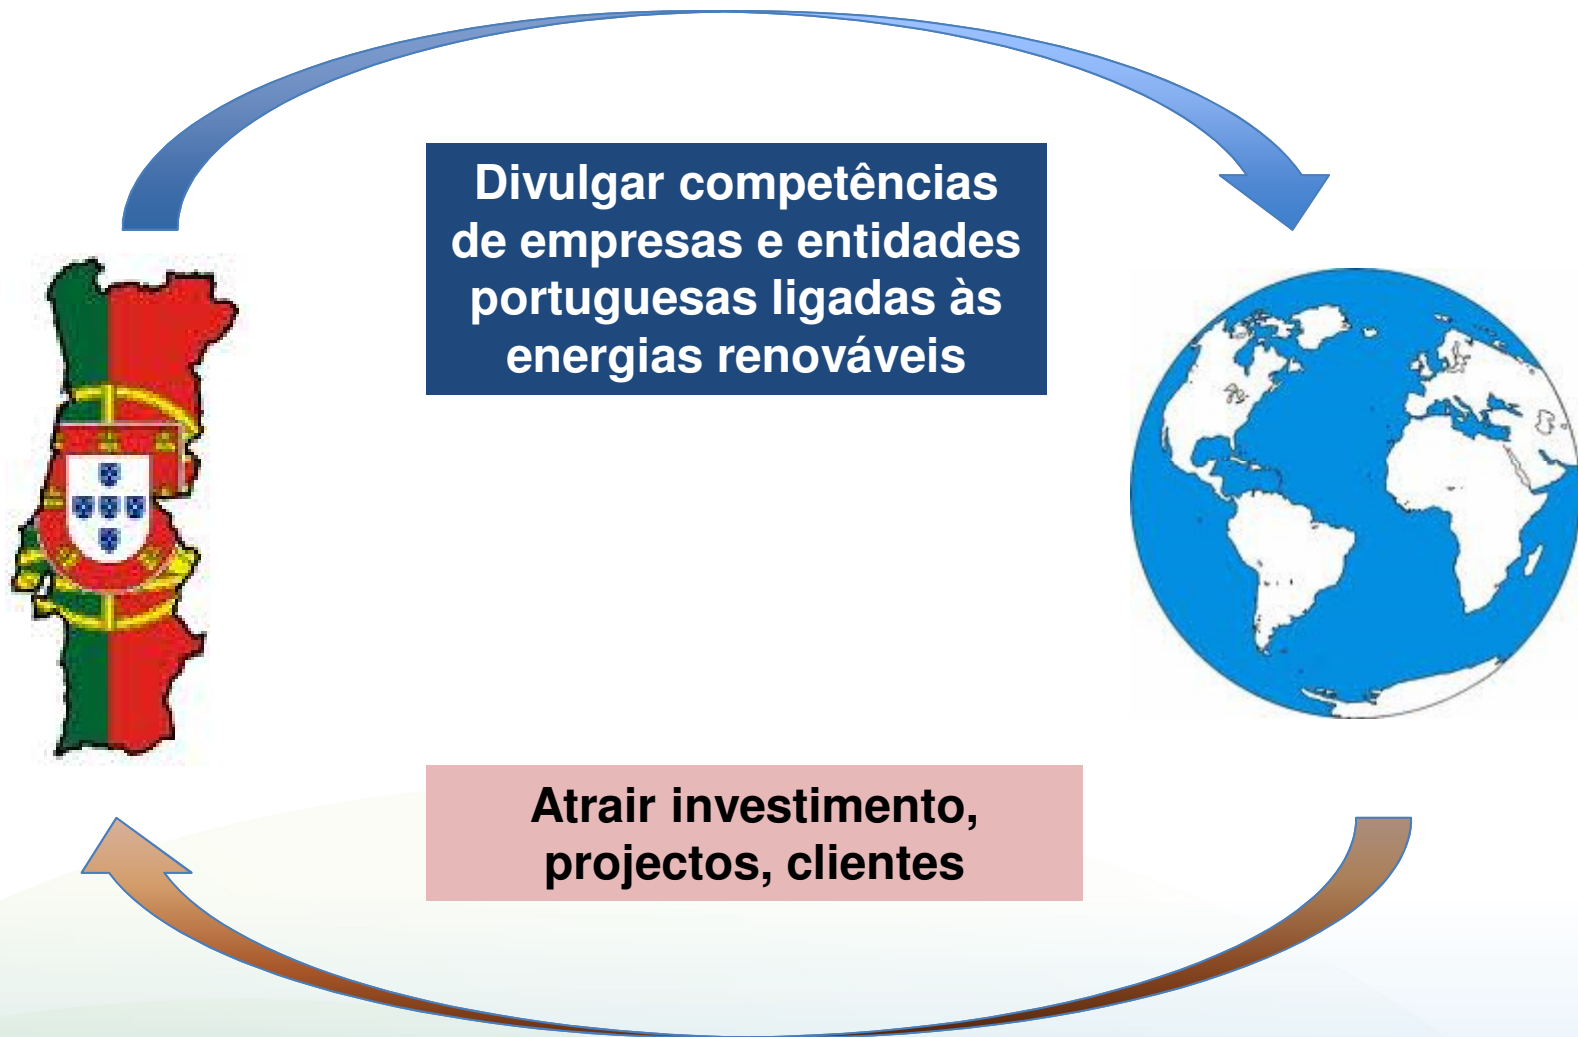 Divulgar competências
de empresas e entidades
portuguesas ligadas às
energias renováveis
Atrair investimento,
projectos, clientes